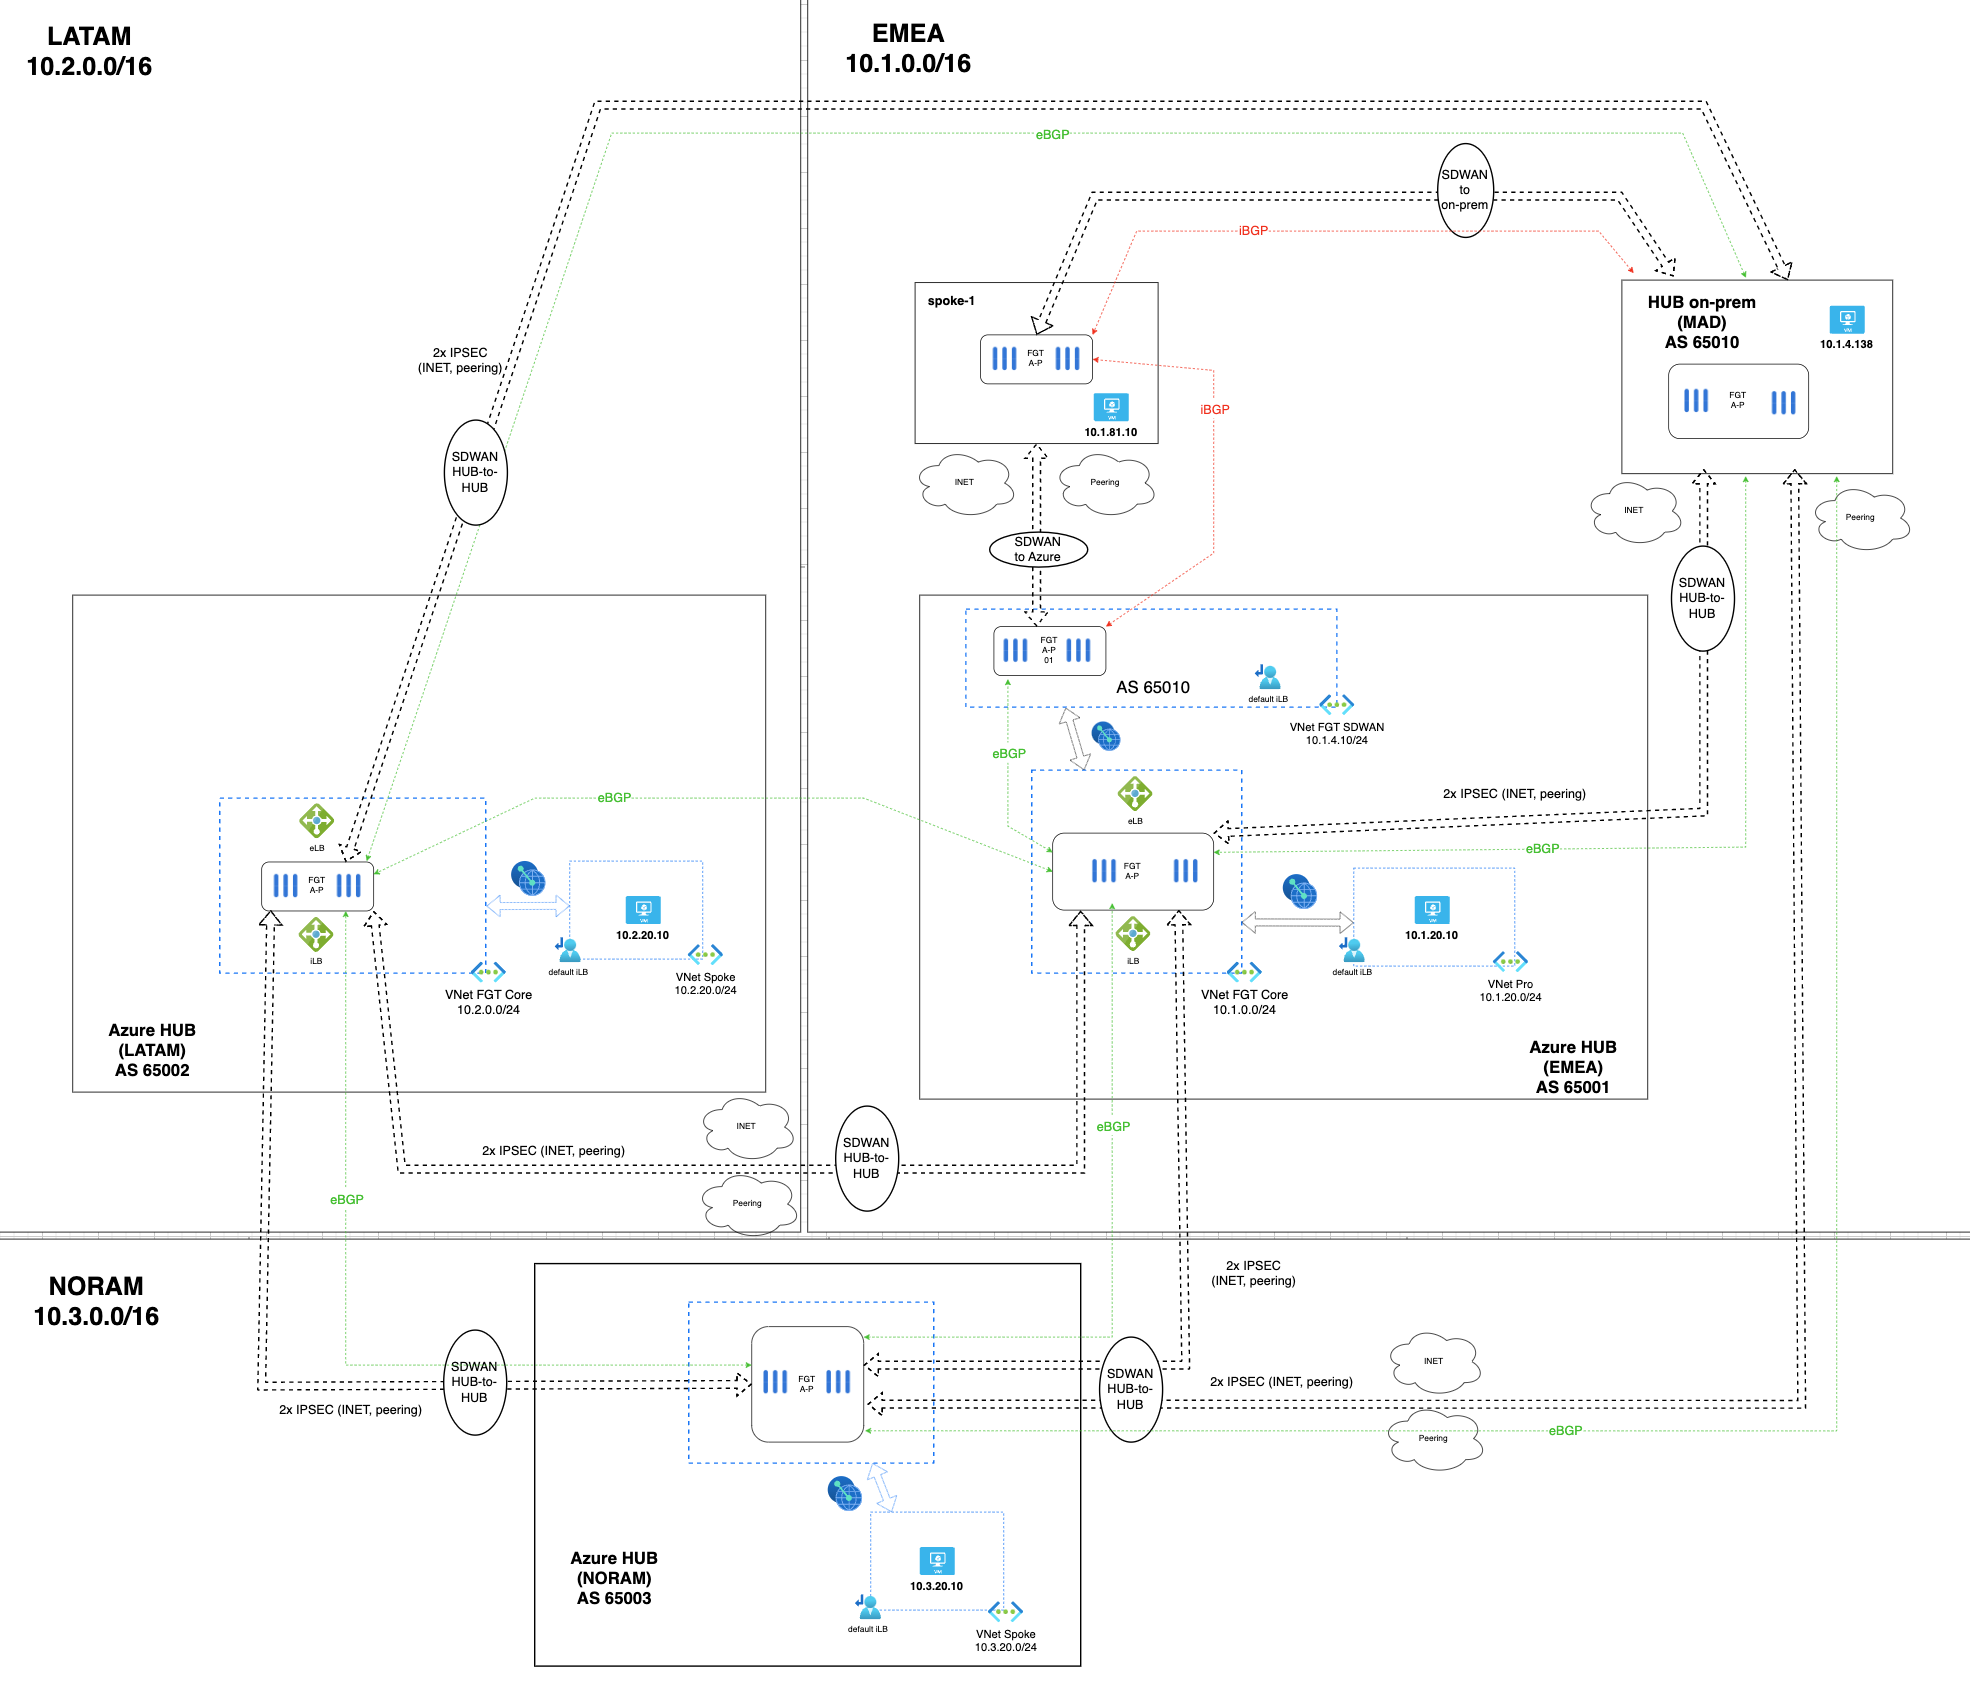 LATAM
10.2.0.0/16
EMEA
10.1.0.0/16
eBGP
SDWAN
to
on-prem
iBGP
spoke-1
FGT
A-P
10.1.81.10
iBGP
HUB on-prem
(MAD)
AS 65010
10.1.4.138
FGT
A-P
2x IPSEC
(INET, peering)
SDWAN
HUB-to-
HUB
INET
Peering
SDWAN
to Azure
INET
Peering
SDWAN
HUB-to-
HUB
FGT
A-P
01
AS 65010
default iLB
VNet FGT SDWAN
10.1.4.10/24
eBGP
eBGP
eLB
FGT
A-P
iLB
VNet FGT Core
10.2.0.0/24
default iLB
10.2.20.10
VNet Spoke
10.2.20.0/24
Azure HUB
(LATAM)
AS 65002
eLB
FGT
A-P
iLB
2x IPSEC (INET, peering)
eBGP
VNet FGT Core
10.1.0.0/24
default iLB
10.1.20.10
VNet Pro
10.1.20.0/24
Azure HUB
(EMEA)
AS 65001
INET
Peering
2x IPSEC (INET, peering)
SDWAN
HUB-to-
HUB
eBGP
eBGP
NORAM
10.3.0.0/16
2x IPSEC
(INET, peering)
SDWAN
HUB-to-
HUB
2x IPSEC (INET, peering)
FGT
A-P
SDWAN
HUB-to-
HUB
2x IPSEC (INET, peering)
INET
Peering
eBGP
Azure HUB
(NORAM)
AS 65003
10.3.20.10
default iLB
VNet Spoke
10.3.20.0/24